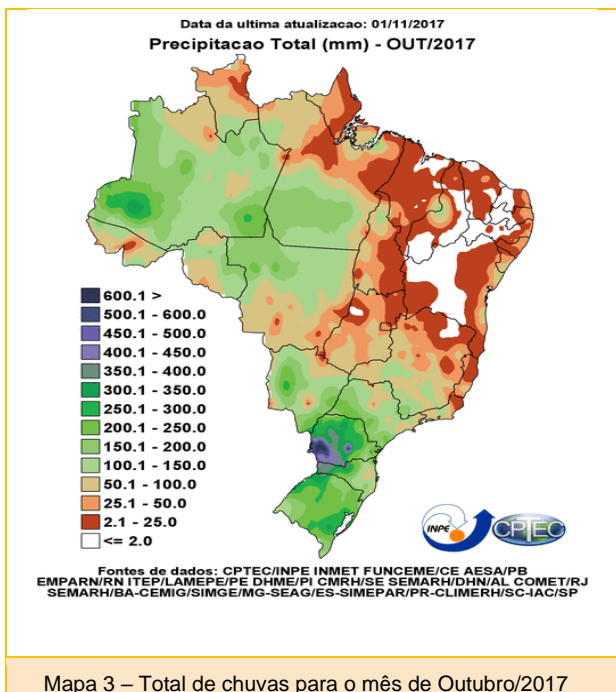 Data da ultima atualizacao: 01/11/2017
Precipitacao Total (mm) - OUT/2017
600.1 >
500.1 - 600.0
450.1 - 500.0
400.1 - 450.0
350.1 - 400.0
300.1 - 350.0
250.1 - 300.0
200.1 - 250.0
150.1 - 200.0
100.1 - 150.0
50.1 - 100.0
25.1 - 50.0
2.1 - 25.0
<= 2.0
INPE
CPTEC
Fontes de dados: CPTEC/INPE INMET FUNCEME/CE AESA/PB
EMPARN/RN ITEP/LAMEPE/PE DHME/PI CMRH/SE SEMARH/DHN/AL COMET/RJ
SEMARH/BA-CEMIG/SIMGE/MG-SEAG/ES-SIMEPAR/PR-CLIMERH/SC-IAC/SP
Mapa 3 – Total de chuvas para o mês de Outubro/2017